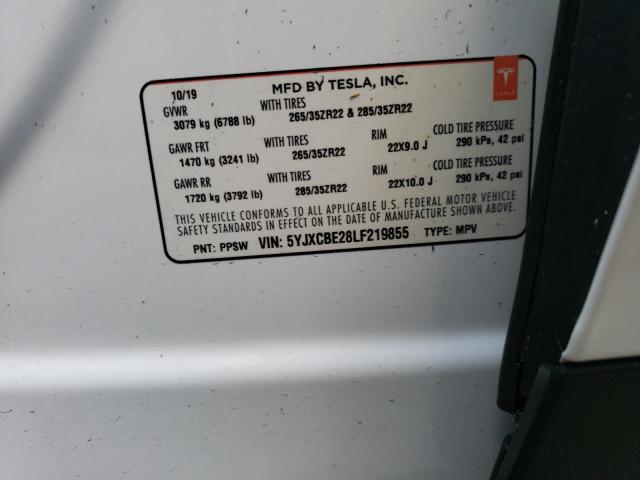 10/19 MFD BY TESLA, INC.
TESLA
GVWR WITH TIRES
3079 kg (6788 lb) 265/35ZR22 & 285/35ZR22
GAWR FRT WITH TIRES RIM COLD TIRE PRESSURE
1470 kg (3241 lb) 265/35ZR22 22X9.0 J 290 kPa, 42 psi
GAWR RR WITH TIRES RIM COLD TIRE PRESSURE
1720 kg (3792 lb) 285/35ZR22 22X10.0 J 290 kPa, 42 psi
THIS VEHICLE CONFORMS TO ALL APPLICABLE U.S. FEDERAL MOTOR VEHICLE
SAFETY STANDARDS IN EFFECT ON THE DATE OF MANUFACTURE SHOWN ABOVE.
PNT: PPSW VIN: 5YJXCBE28LF219855 TYPE: MPV